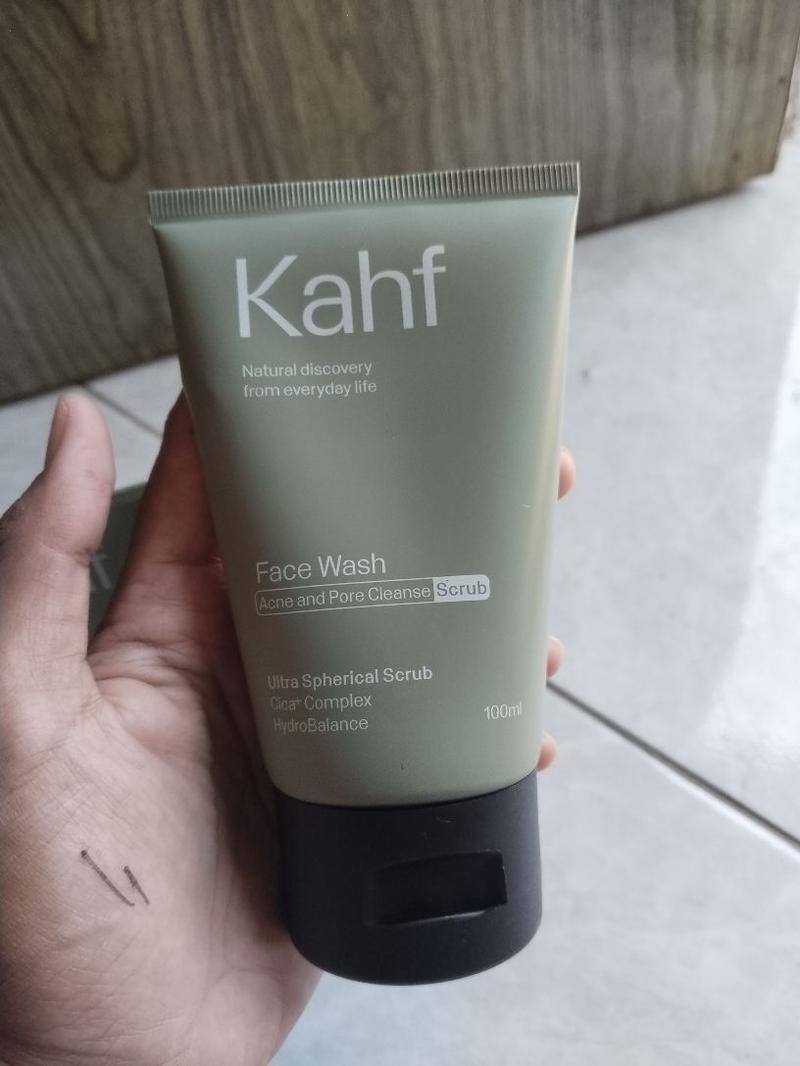 Kahf
Natural discovery
from everyday life
Face Wash
Acne and Pore Cleanse Scrub
Ultra Spherical Scrub
Cica+ Complex
HydroBalance
100ml